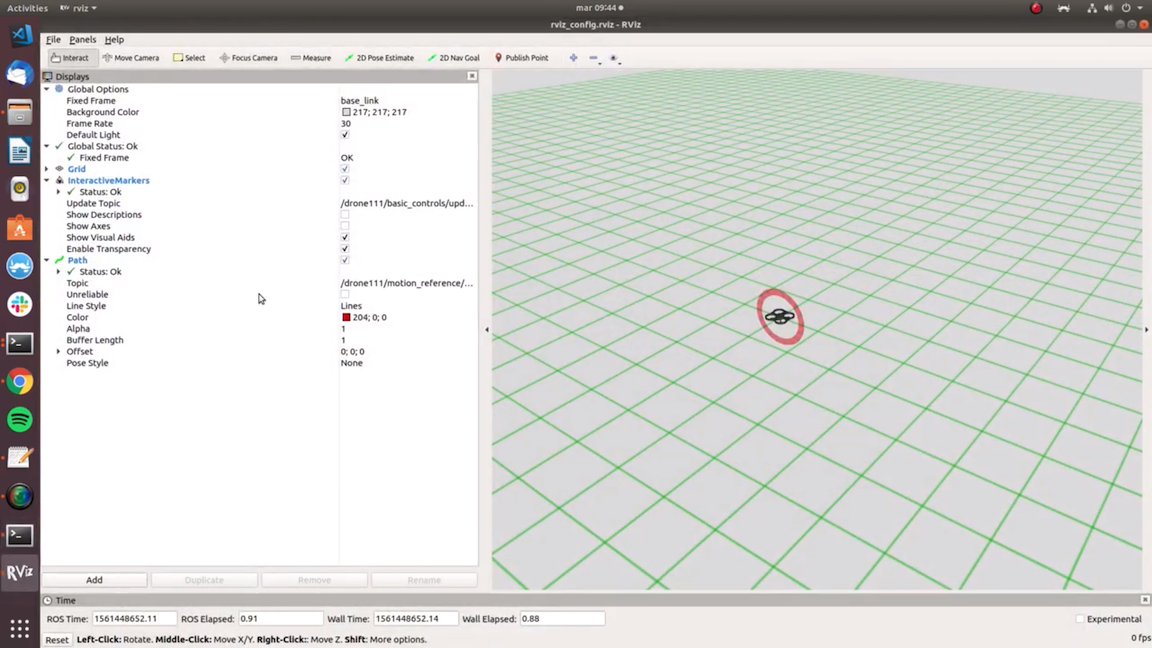 Activities RViz rviz mar 09:44
rviz_config.rviz - RViz
File Panels Help
Interact Move Camera Select Focus Camera Measure 2D Pose Estimate 2D Nav Goal Publish Point
Displays
Global Options
Fixed Frame base_link
Background Color 217; 217; 217
Frame Rate 30
Default Light
Global Status: Ok
Fixed Frame OK
Grid
InteractiveMarkers
Status: Ok
Update Topic /drone111/basic_controls/upd...
Show Descriptions
Show Axes
Show Visual Aids
Enable Transparency
Path
Status: Ok
Topic /drone111/motion_reference/...
Unreliable
Line Style Lines
Color 204; 0; 0
Alpha 1
Buffer Length 1
Offset 0; 0; 0
Pose Style None
RViz
Add Duplicate Remove Rename
Time
ROS Time: 1561448652.11 ROS Elapsed: 0.91 Wall Time: 1561448652.14 Wall Elapsed: 0.88 Experimental
Reset Left-Click: Rotate. Middle-Click: Move X/Y. Right-Click:: Move Z. Shift: More options. 0 fps